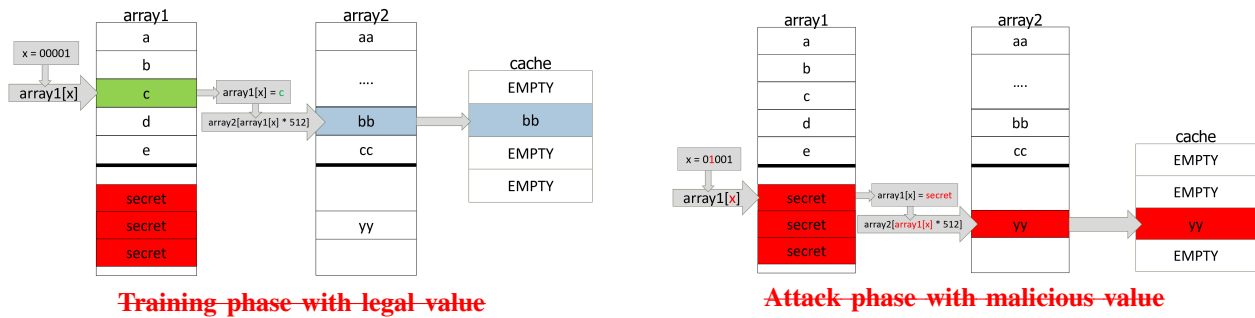 array1
array2
a
aa
x = 00001
b
....
cache
EMPTY
array1[x]
c
array1[x] = c
array2[array1[x] * 512]
d
bb
bb
e
cc
EMPTY
EMPTY
secret
secret
yy
secret
Training phase with legal value
array1
array2
a
aa
b
....
c
d
bb
cache
x = 01001
e
cc
EMPTY
EMPTY
array1[x]
secret
array1[x] = secret
array2[array1[x] * 512]
secret
yy
yy
secret
EMPTY
Attack phase with malicious value